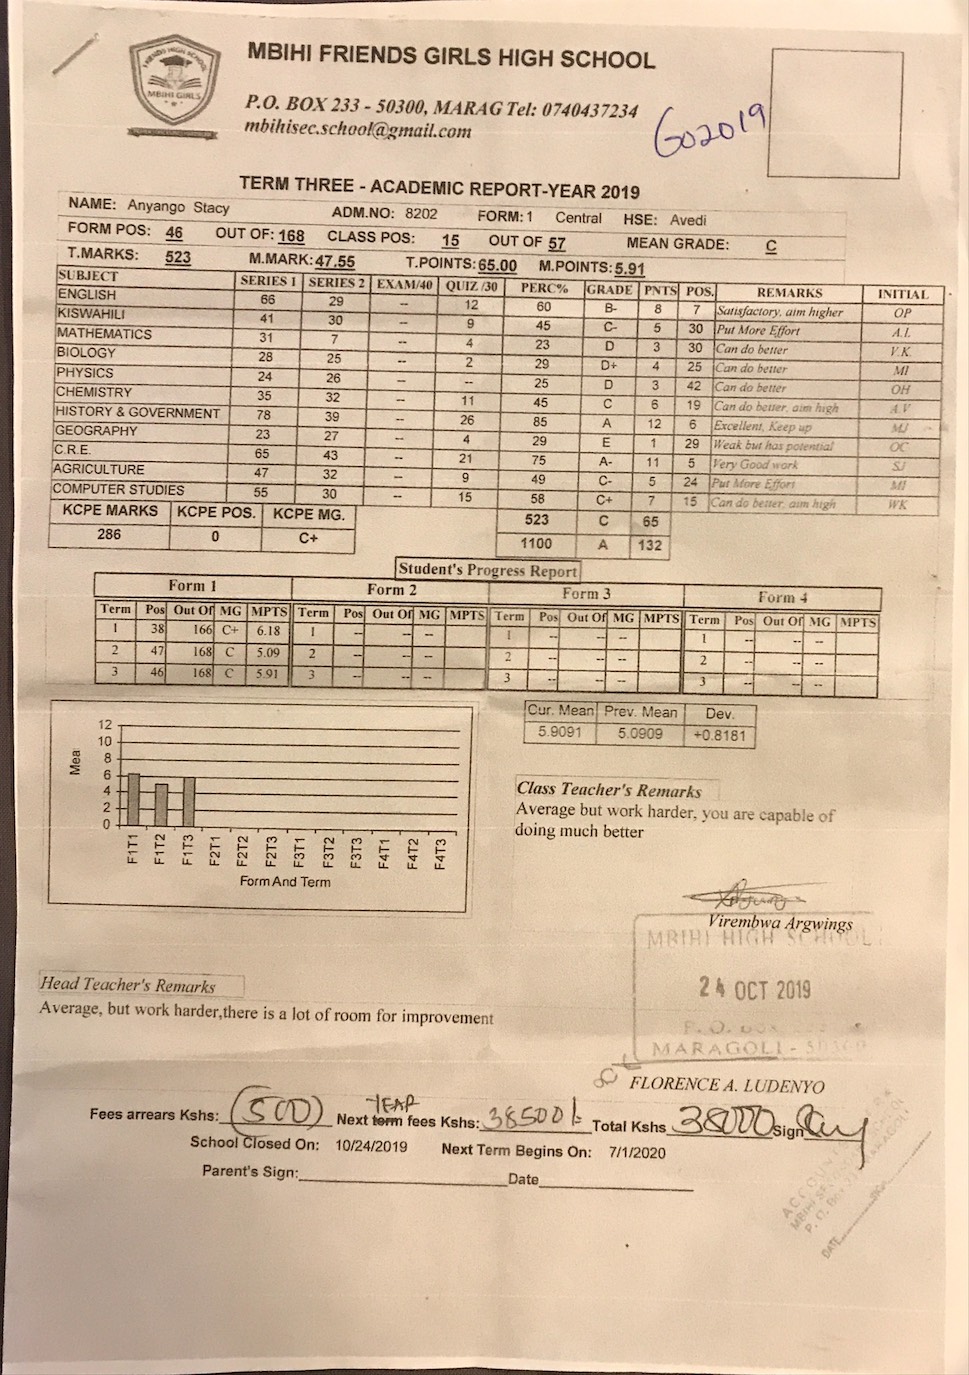 MBIHI GIRLS
MBIHI FRIENDS GIRLS HIGH SCHOOL
P.O. BOX 233 - 50300, MARAG Tel: 0740437234
mbihisec.school@gmail.com
G02019
TERM THREE - ACADEMIC REPORT-YEAR 2019
NAME: Anyango Stacy ADM.NO: 8202 FORM: 1 Central HSE: Avedi
FORM POS: 46 OUT OF: 168 CLASS POS: 15 OUT OF 57 MEAN GRADE: C
T.MARKS: 523 M.MARK: 47.55 T.POINTS: 65.00 M.POINTS: 5.91
SUBJECT SERIES 1 SERIES 2 EXAM/40 QUIZ /30 PERC% GRADE PNTS POS. REMARKS INITIAL
ENGLISH 66 29 -- 12 60 B- 8 7 Satisfactory, aim higher OP
KISWAHILI 41 30 -- 9 45 C- 5 30 Put More Effort A.I.
MATHEMATICS 31 7 -- 4 23 D 3 30 Can do better V.K.
BIOLOGY 28 25 -- 2 29 D+ 4 25 Can do better MI
PHYSICS 24 26 -- -- 25 D 3 42 Can do better OH
CHEMISTRY 35 32 -- 11 45 C 6 19 Can do better, aim high A.V
HISTORY & GOVERNMENT 78 39 -- 26 85 A 12 6 Excellent, Keep up MJ
GEOGRAPHY 23 27 -- 4 29 E 1 29 Weak but has potential OC
C.R.E. 65 43 -- 21 75 A- 11 5 Very Good work SJ
AGRICULTURE 47 32 -- 9 49 C- 5 24 Put More Effort MI
COMPUTER STUDIES 55 30 -- 15 58 C+ 7 15 Can do better, aim high WK
KCPE MARKS KCPE POS. KCPE MG. 523 C 65
286 0 C+ 1100 A 132
Student's Progress Report
Form 1 Form 2 Form 3 Form 4
Term Pos Out Of MG MPTS Term Pos Out Of MG MPTS Term Pos Out Of MG MPTS Term Pos Out Of MG MPTS
1 38 166 C+ 6.18 1 -- -- -- 1 -- -- -- 1 -- -- --
2 47 168 C 5.09 2 -- -- -- 2 -- -- -- 2 -- -- --
3 46 168 C 5.91 3 -- -- -- 3 -- -- -- 3 -- -- --
Cur. Mean Prev. Mean Dev.
5.9091 5.0909 +0.8181
12
10
8
6
4
2
0
Mea
F1T1 F1T2 F1T3 F2T1 F2T2 F2T3 F3T1 F3T2 F3T3 F4T1 F4T2 F4T3
Form And Term
Class Teacher's Remarks
Average but work harder, you are capable of
doing much better
Virembwa Argwings
MBIHI HIGH SCHOOL
24 OCT 2019
P. O. BOX
MARAGOLI - 50300
Head Teacher's Remarks
Average, but work harder,there is a lot of room for improvement
FLORENCE A. LUDENYO
YEAR
Fees arrears Kshs: (500) Next term fees Kshs: 38500/= Total Kshs 38000 Sign
School Closed On: 10/24/2019 Next Term Begins On: 7/1/2020
Parent's Sign: Date
DATE SIGN